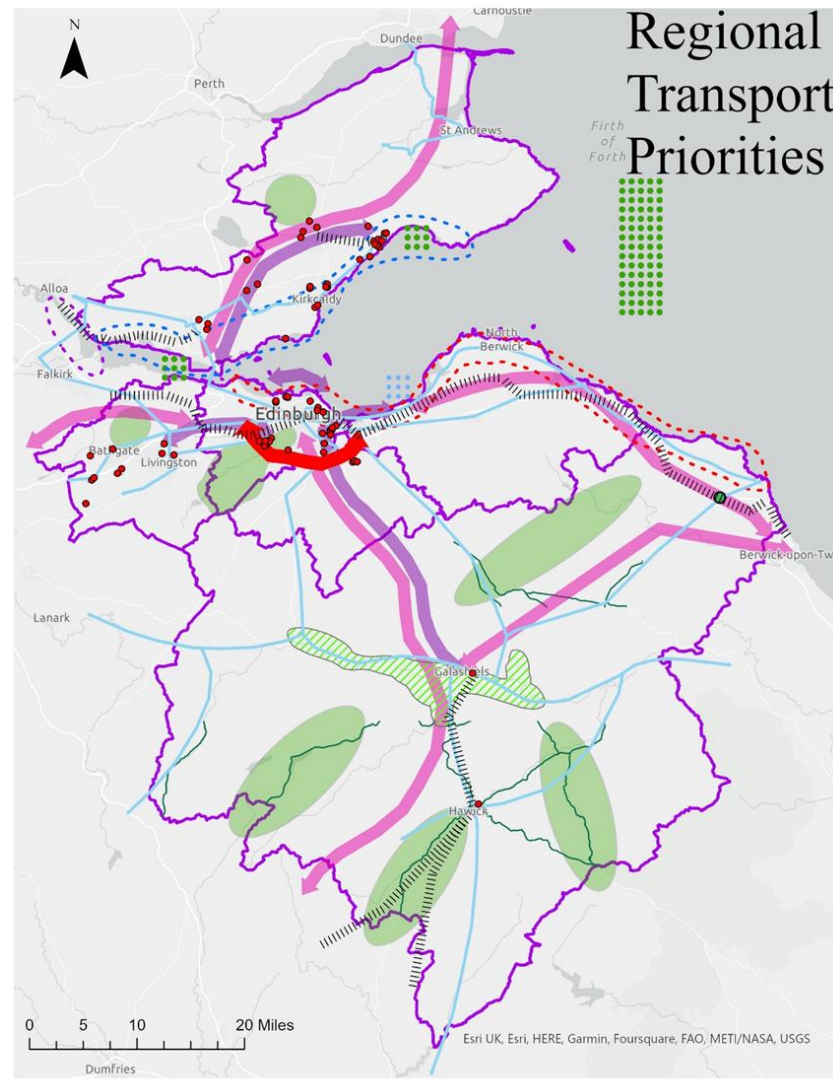 Carnoustie
Regional
Transport
Priorities
N
Dundee
Perth
St Andrews
Firth
of
Forth
Alloa
Kirkcaldy
North
Berwick
Falkirk
Edinburgh
Bathgate
Livingston
Berwick-upon-Tw
Lanark
Galashiels
Hawick
0 5 10 20 Miles
Esri UK, Esri, HERE, Garmin, Foursquare, FAO, METI/NASA, USGS
Dumfries